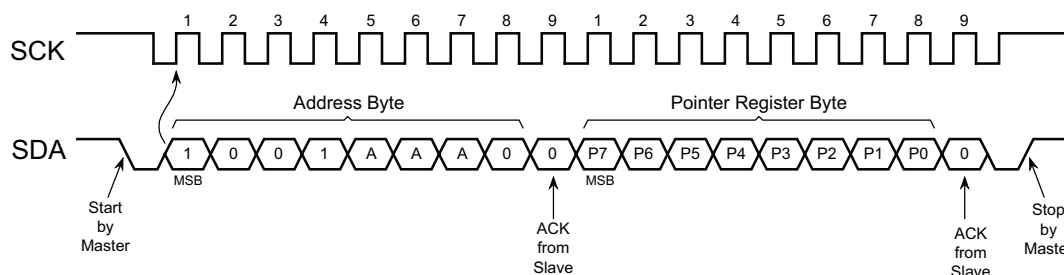 1 2 3 4 5 6 7 8 9 1 2 3 4 5 6 7 8 9
SCK
Address Byte Pointer Register Byte
SDA
1 0 0 1 A A A 0 0 P7 P6 P5 P4 P3 P2 P1 P0 0
MSB MSB
Start
by
Master
ACK
from
Slave
ACK
from
Slave
Stop
by
Master